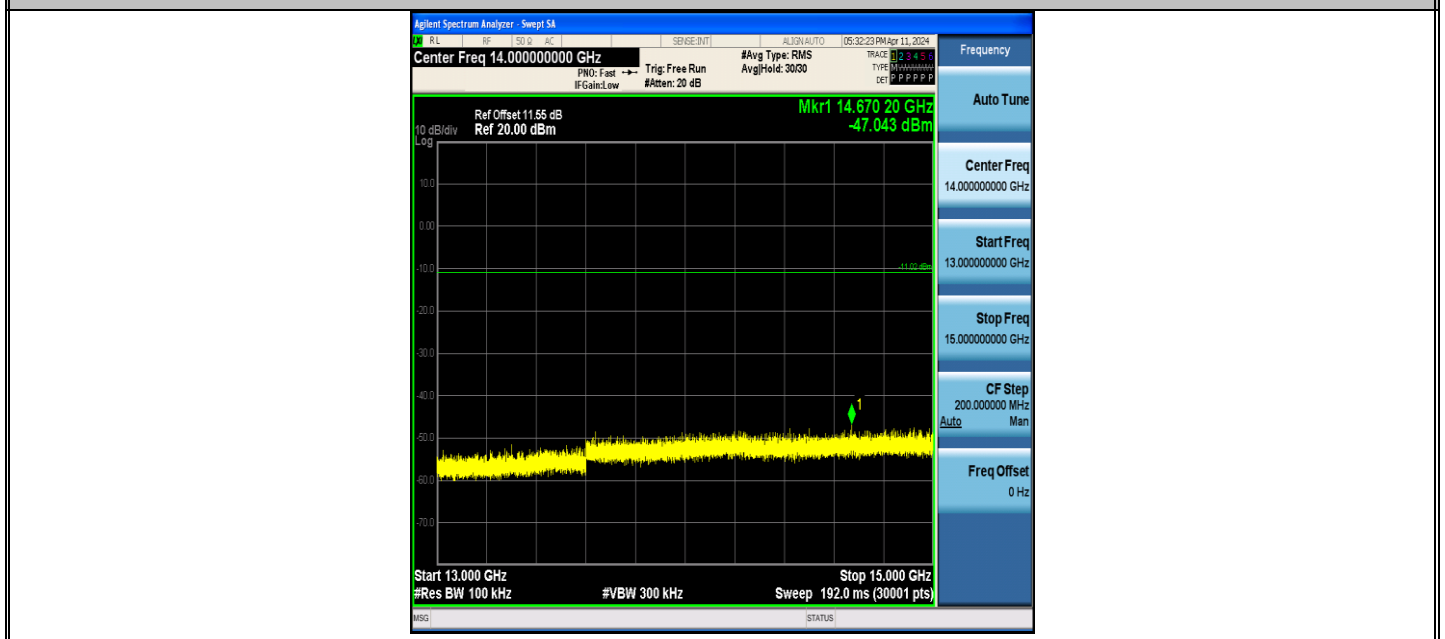 Agilent Spectrum Analyzer - Swept SA
RL RF 50 Ω AC SENSE:INT ALIGN AUTO 05:32:23 PM Apr 11, 2024
Center Freq 14.000000000 GHz
PNO: Fast
IFGain:Low
Trig: Free Run
#Atten: 20 dB
#Avg Type: RMS
Avg|Hold: 30/30
TRACE 1 2 3 4 5 6
TYPE M
DET P P P P P P
Mkr1 14.670 20 GHz
-47.043 dBm
Ref Offset 11.55 dB
10 dB/div Ref 20.00 dBm
Log
10.0
0.00
-10.0
-11.02 dBm
-20.0
-30.0
-40.0
1
-50.0
-60.0
-70.0
Start 13.000 GHz Stop 15.000 GHz
#Res BW 100 kHz #VBW 300 kHz Sweep 192.0 ms (30001 pts)
MSG STATUS
Frequency
Auto Tune
Center Freq
14.000000000 GHz
Start Freq
13.000000000 GHz
Stop Freq
15.000000000 GHz
CF Step
200.000000 MHz
Auto Man
Freq Offset
0 Hz